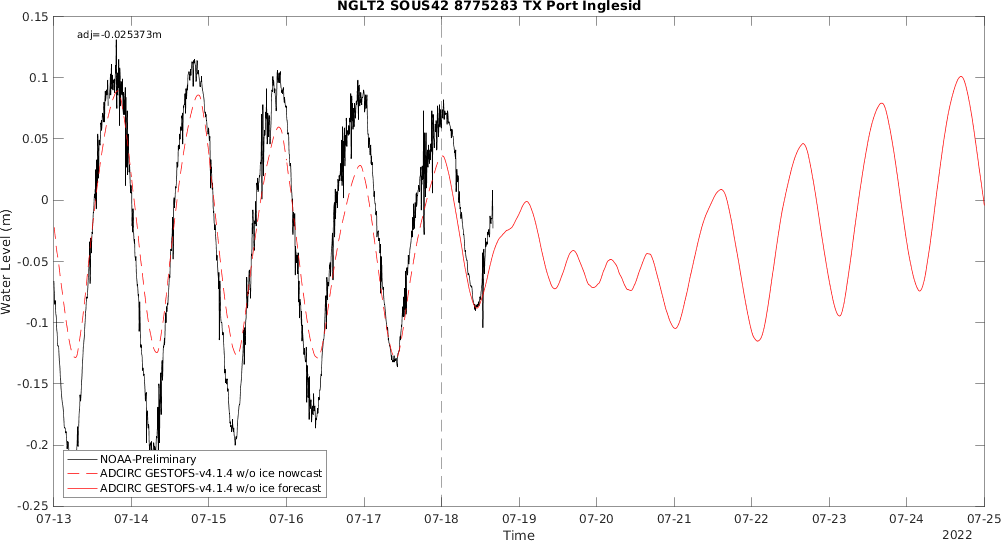 NGLT2 SOUS42 8775283 TX Port Inglesid
adj=-0.025373m
0.15
0.1
0.05
0
-0.05
-0.1
-0.15
-0.2
-0.25
Water Level (m)
NOAA-Preliminary
ADCIRC GESTOFS-v4.1.4 w/o ice nowcast
ADCIRC GESTOFS-v4.1.4 w/o ice forecast
07-13 07-14 07-15 07-16 07-17 07-18 07-19 07-20 07-21 07-22 07-23 07-24 07-25
Time
2022